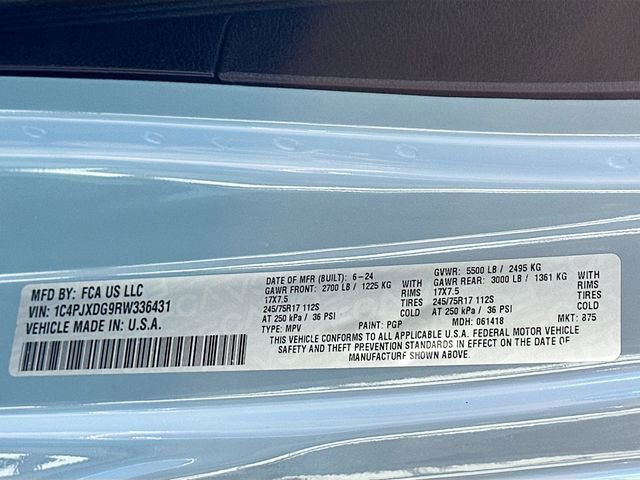 MFD BY: FCA US LLC
VIN: 1C4PJXDG9RW336431
VEHICLE MADE IN U.S.A.
DATE OF MFR (BUILT): 6-24
GAWR FRONT: 2700 LB / 1225 KG WITH
17X7.5 RIMS
245/75R17 112S TIRES
AT 250 kPa / 36 PSI COLD
TYPE: MPV PAINT: PGP
GVWR: 5500 LB / 2495 KG
GAWR REAR: 3000 LB / 1361 KG WITH
17X7.5 RIMS
245/75R17 112S TIRES
AT 250 kPa / 36 PSI COLD
MDH: 061418 MKT: 875
THIS VEHICLE CONFORMS TO ALL APPLICABLE U.S.A. FEDERAL MOTOR VEHICLE
SAFETY AND THEFT PREVENTION STANDARDS IN EFFECT ON THE DATE OF
MANUFACTURE SHOWN ABOVE.